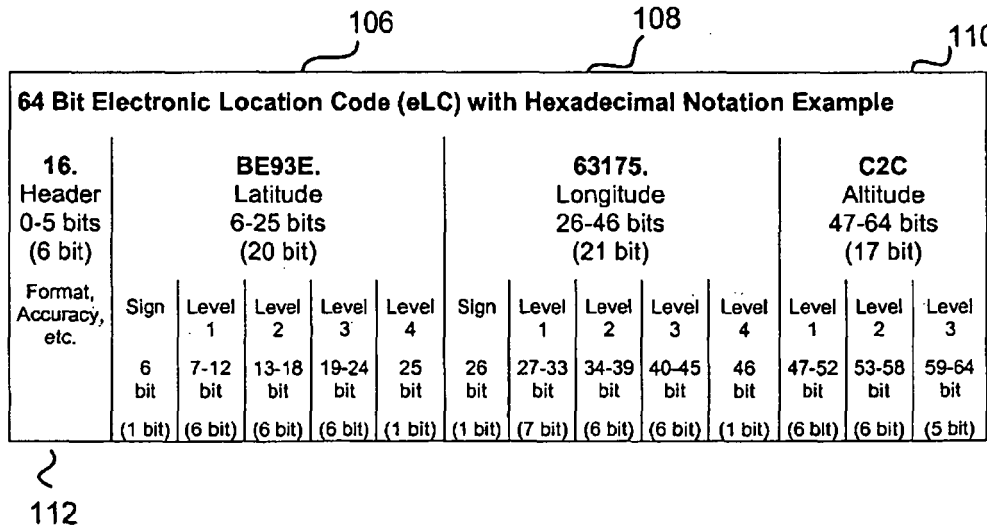 106
108
110
64 Bit Electronic Location Code (eLC) with Hexadecimal Notation Example
16. BE93E. 63175. C2C
Header Latitude Longitude Altitude
0-5 bits 6-25 bits 26-46 bits 47-64 bits
(6 bit) (20 bit) (21 bit) (17 bit)
Format, Accuracy, etc.
Sign Level 1 Level 2 Level 3 Level 4 Sign Level 1 Level 2 Level 3 Level 4 Level 1 Level 2 Level 3
6 bit 7-12 bit 13-18 bit 19-24 bit 25 bit 26 bit 27-33 bit 34-39 bit 40-45 bit 46 bit 47-52 bit 53-58 bit 59-64 bit
(1 bit) (6 bit) (6 bit) (6 bit) (1 bit) (1 bit) (7 bit) (6 bit) (6 bit) (1 bit) (6 bit) (6 bit) (5 bit)
112